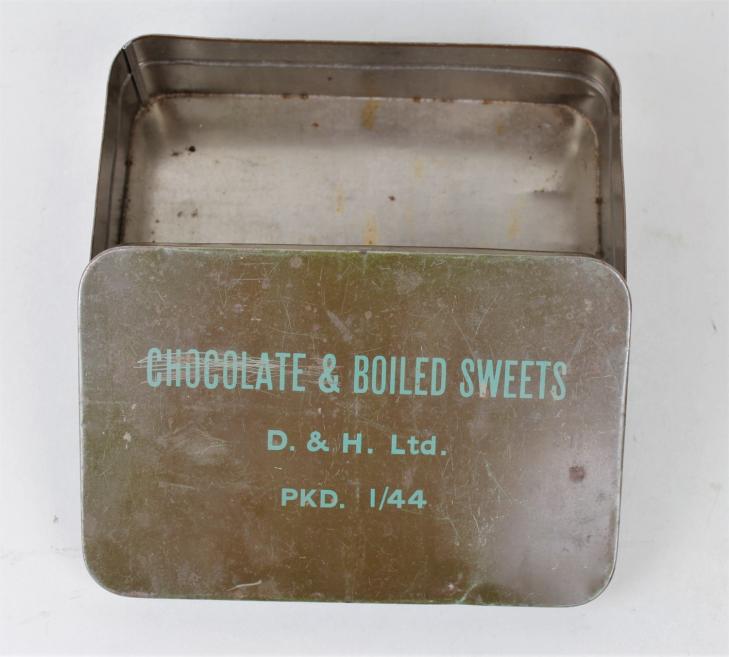 CHOCOLATE & BOILED SWEETS
D. & H. Ltd.
PKD. 1/44